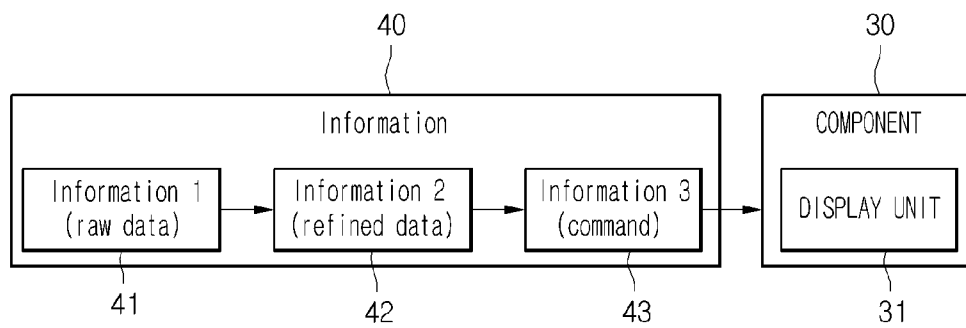 40
30
Information
COMPONENT
Information 1
(raw data)
Information 2
(refined data)
Information 3
(command)
DISPLAY UNIT
41
42
43
31